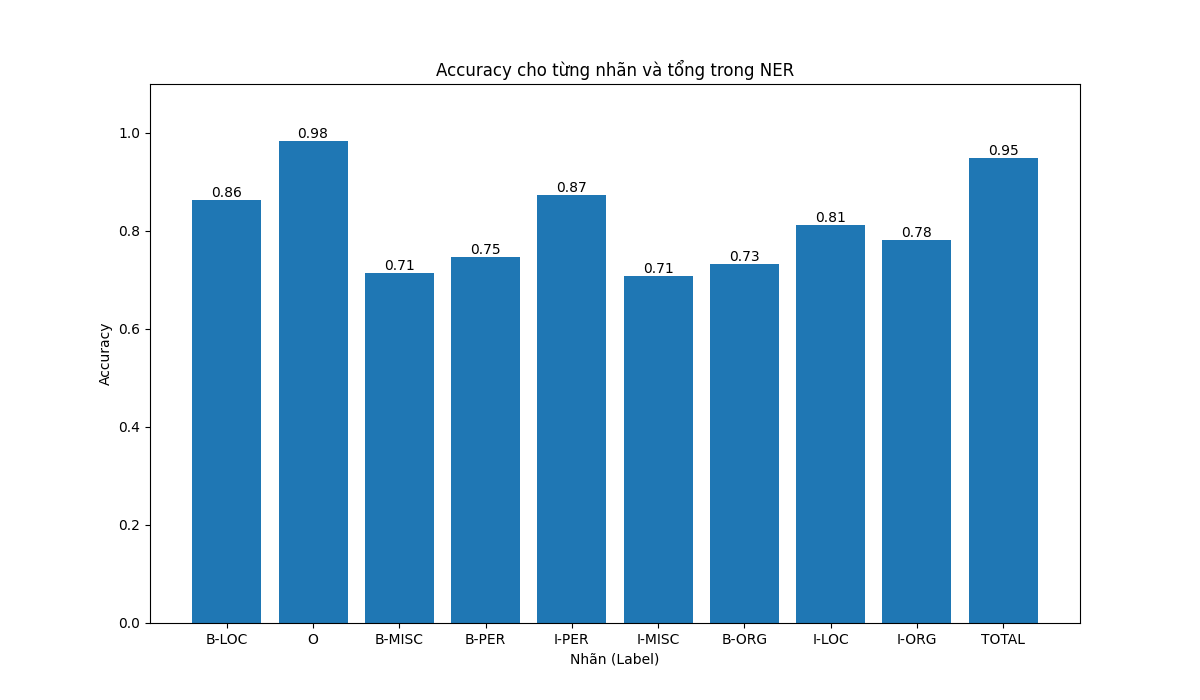 Accuracy cho từng nhãn và tổng trong NER
Accuracy
1.0
0.8
0.6
0.4
0.2
0.0
0.86
0.98
0.71
0.75
0.87
0.71
0.73
0.81
0.78
0.95
B-LOC
O
B-MISC
B-PER
I-PER
I-MISC
B-ORG
I-LOC
I-ORG
TOTAL
Nhãn (Label)